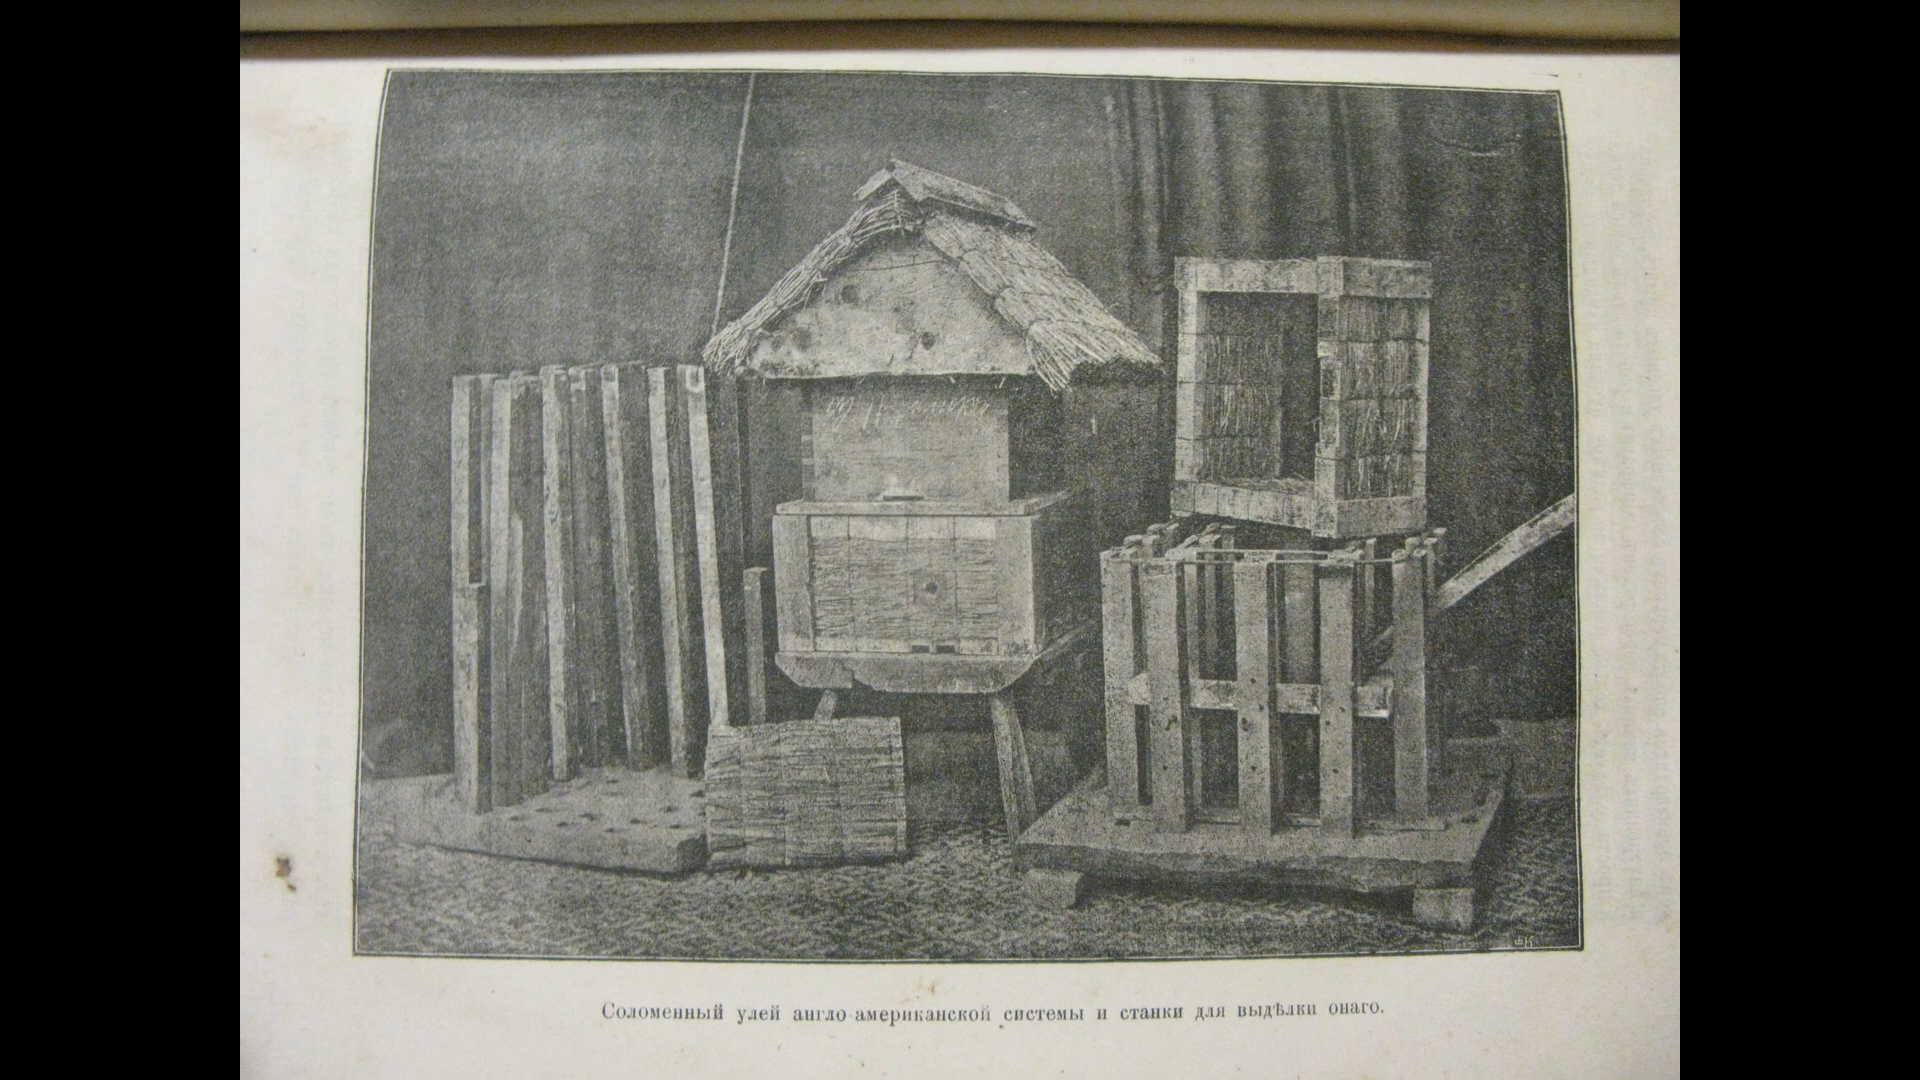 Соломенный улей англо-американской системы и станки для выдѣлки онаго.